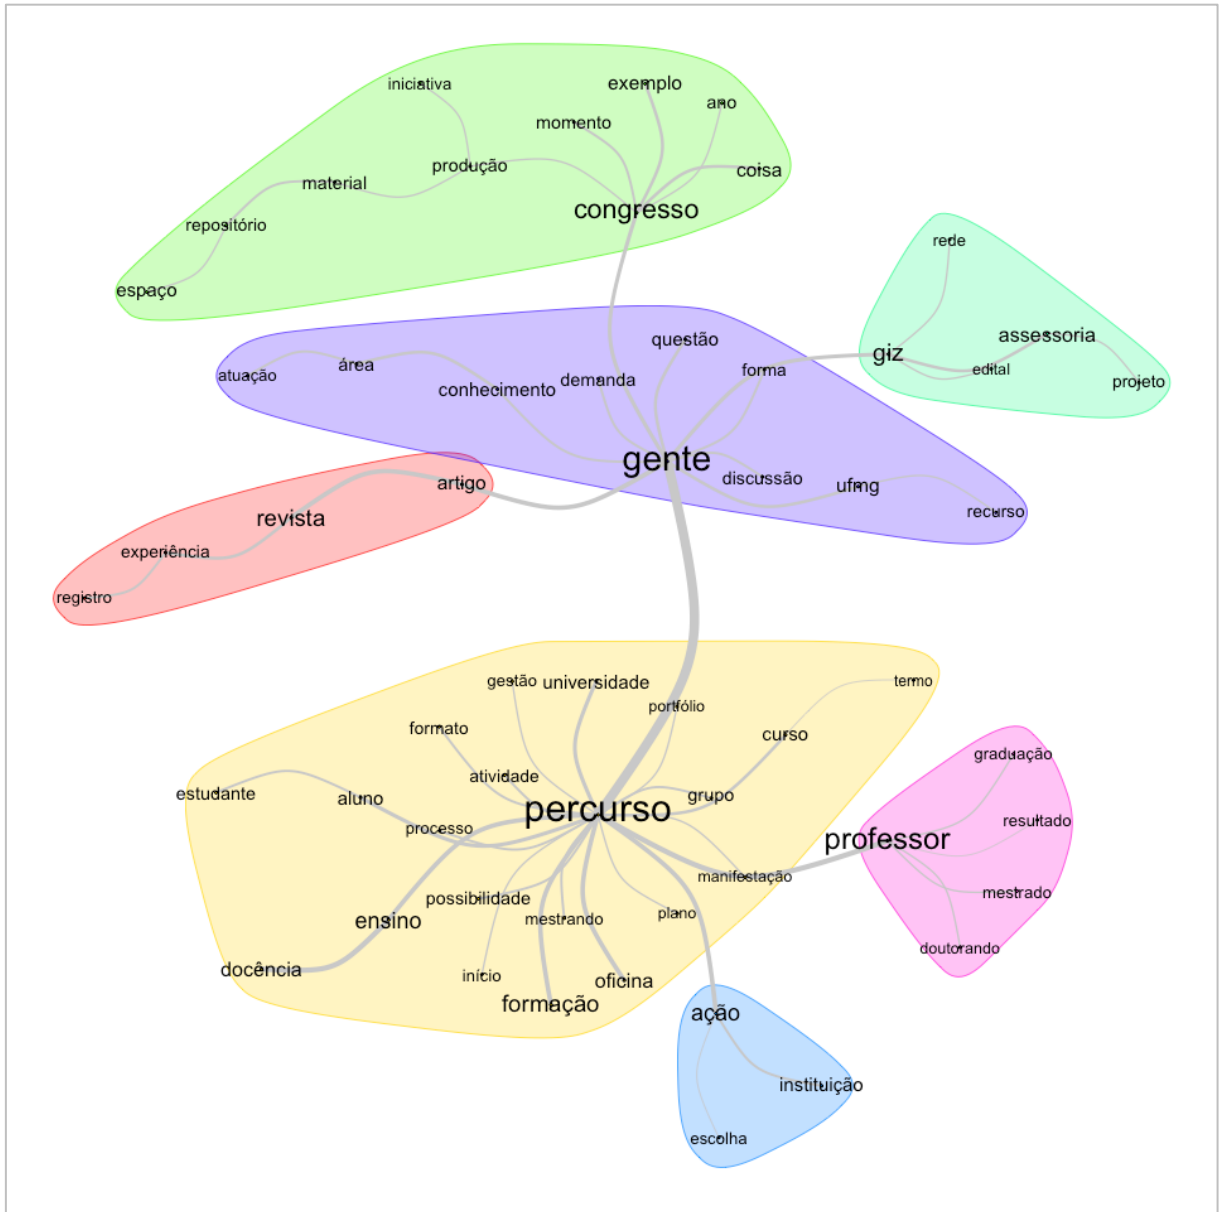 iniciativa
exemplo
ano
momento
produção
coisa
material
congresso
repositório
espaço
rede
questão
assessoria
giz
área
forma
edital
atuação
demanda
projeto
conhecimento
gente
discussão
artigo
ufmg
recurso
revista
experiência
registro
gestão
universidade
termo
portfólio
formato
curso
graduação
atividade
estudante
aluno
grupo
percurso
processo
resultado
professor
manifestação
mestrado
possibilidade
ensino
mestrando
plano
doutorando
docência
início
oficina
formação
ação
instituição
escolha